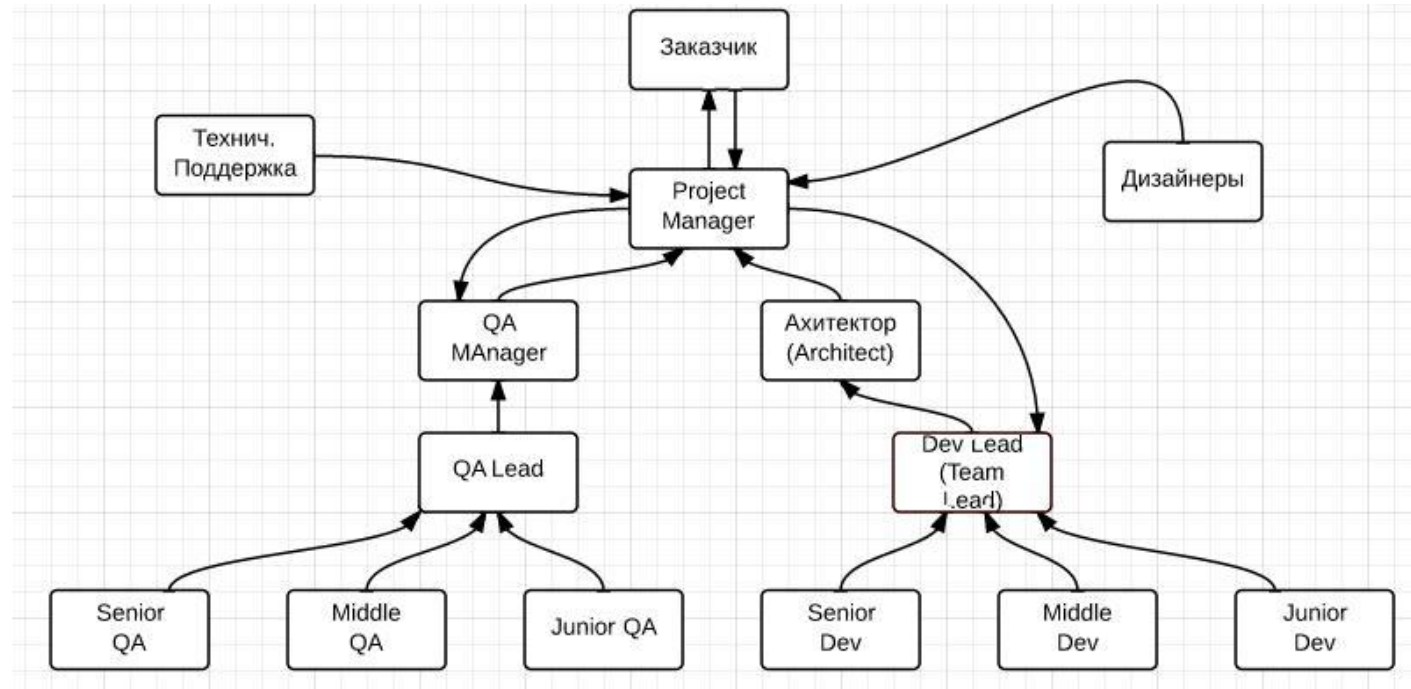 Заказчик
Технич.
Поддержка
Дизайнеры
Project
Manager
QA
MAnager
Ахитектор
(Architect)
QA Lead
Dev Lead
(Team
Lead)
Senior
QA
Middle
QA
Junior QA
Senior
Dev
Middle
Dev
Junior
Dev